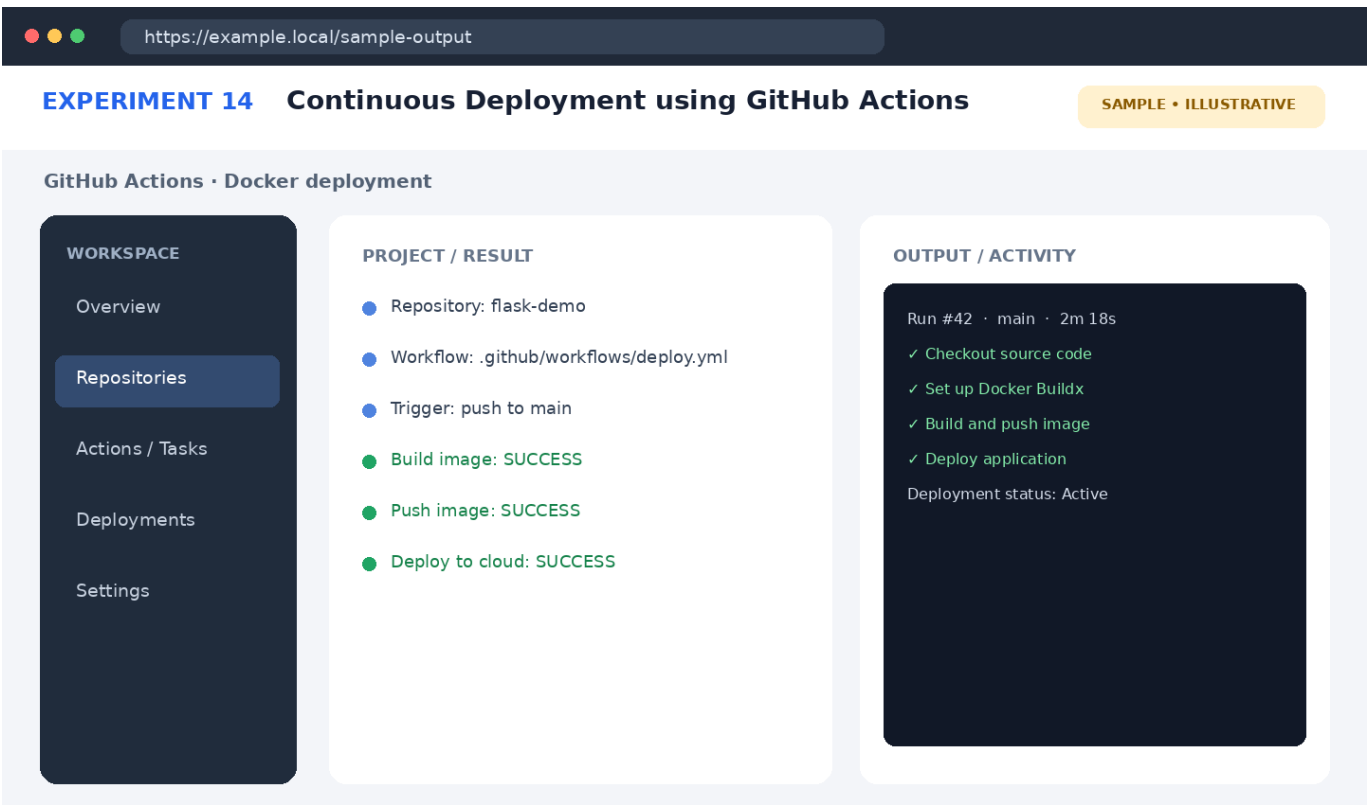 https://example.local/sample-output
EXPERIMENT 14 Continuous Deployment using GitHub Actions
SAMPLE • ILLUSTRATIVE
GitHub Actions · Docker deployment
WORKSPACE
Overview
Repositories
Actions / Tasks
Deployments
Settings
PROJECT / RESULT
Repository: flask-demo
Workflow: .github/workflows/deploy.yml
Trigger: push to main
Build image: SUCCESS
Push image: SUCCESS
Deploy to cloud: SUCCESS
OUTPUT / ACTIVITY
Run #42 · main · 2m 18s
✓ Checkout source code
✓ Set up Docker Buildx
✓ Build and push image
✓ Deploy application
Deployment status: Active